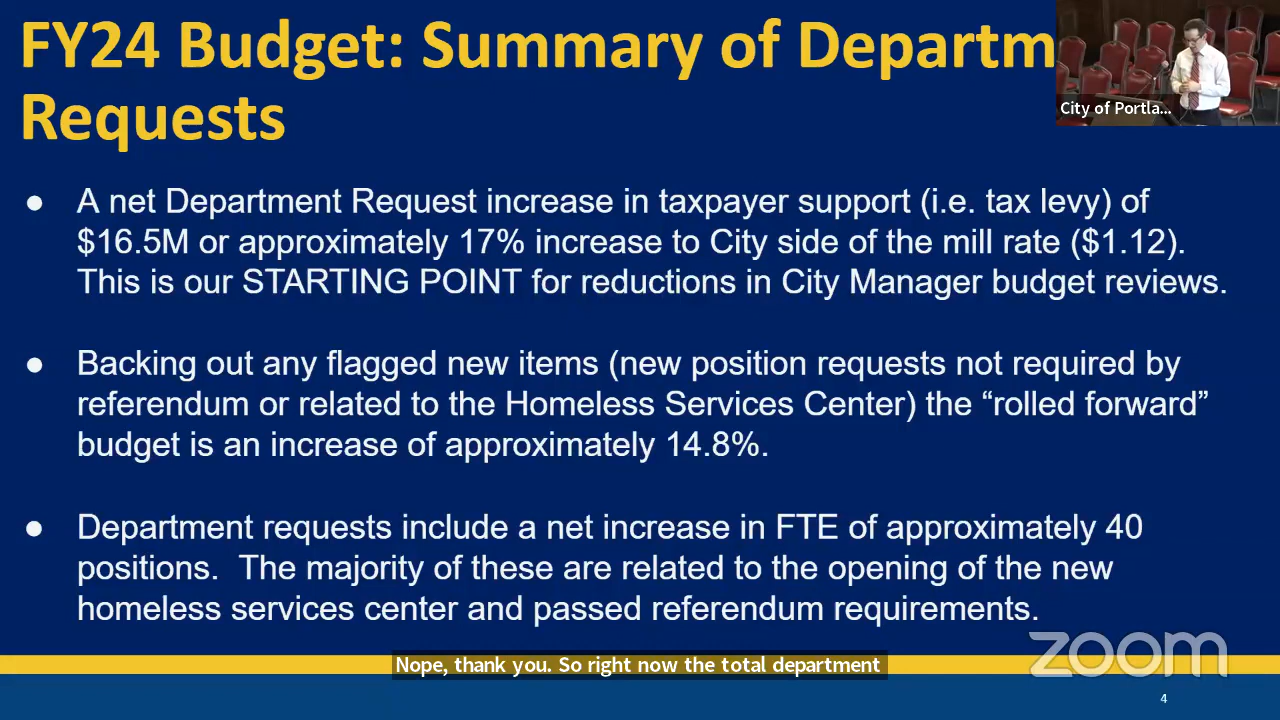 FY24 Budget: Summary of Departm
Requests
City of Portla...
● A net Department Request increase in taxpayer support (i.e. tax levy) of
$16.5M or approximately 17% increase to City side of the mill rate ($1.12).
This is our STARTING POINT for reductions in City Manager budget reviews.
● Backing out any flagged new items (new position requests not required by
referendum or related to the Homeless Services Center) the “rolled forward”
budget is an increase of approximately 14.8%.
● Department requests include a net increase in FTE of approximately 40
positions.  The majority of these are related to the opening of the new
homeless services center and passed referendum requirements.
zoom
Nope, thank you. So right now the total department
4